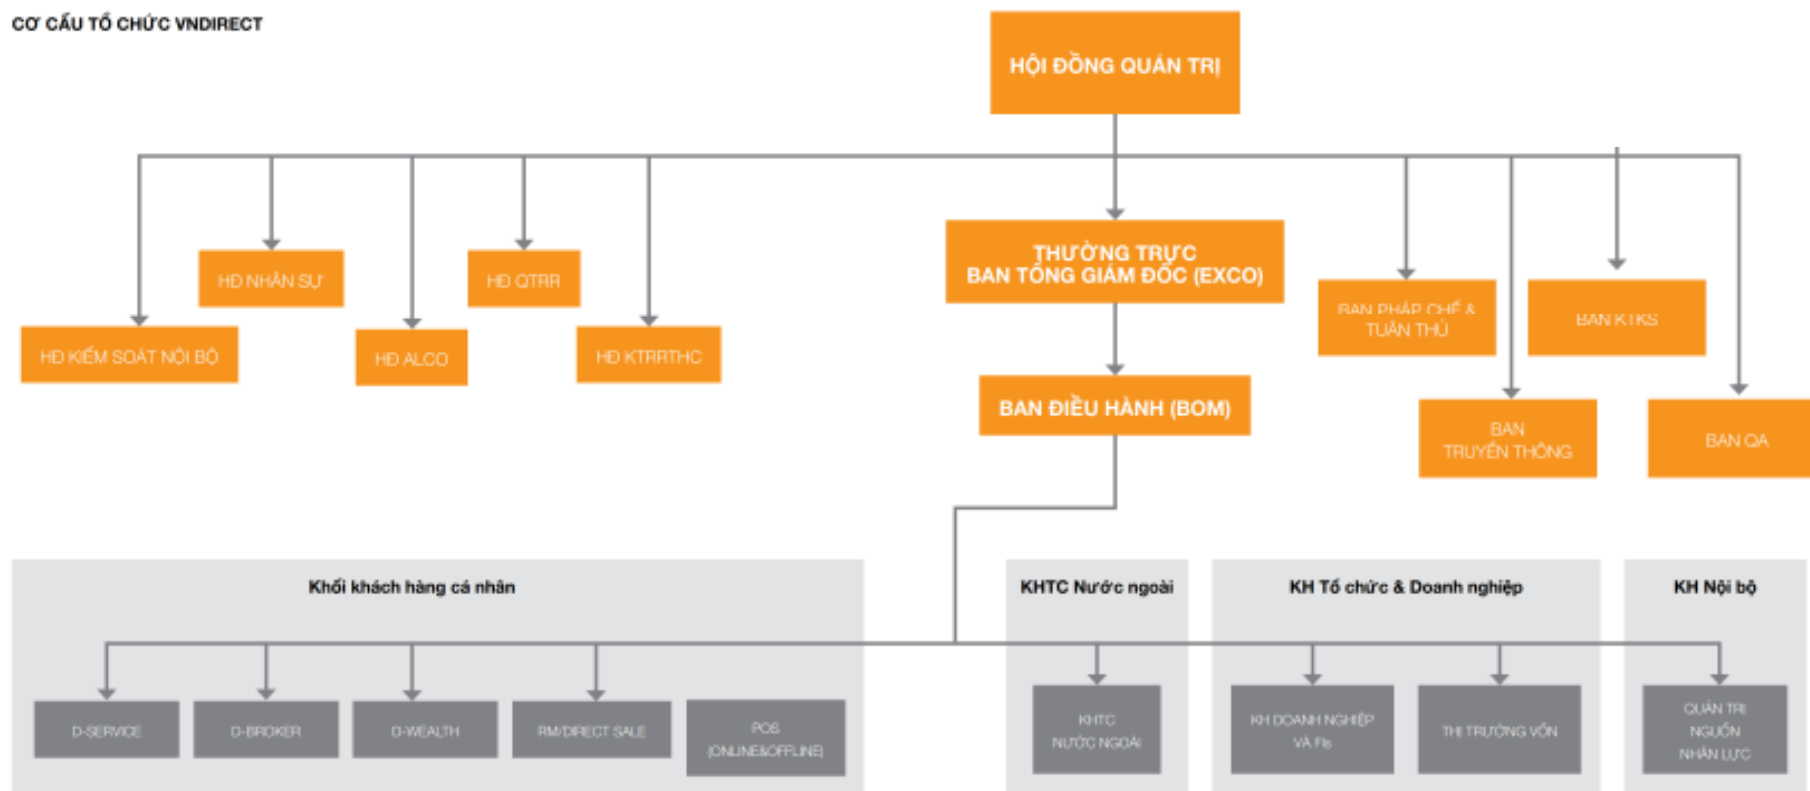 CƠ CẤU TỔ CHỨC VNDIRECT
HỘI ĐỒNG QUẢN TRỊ
THƯỜNG TRỰC
BAN TỔNG GIÁM ĐỐC (EXCO)
HĐ NHÂN SỰ
HĐ QTRR
HĐ KIỂM SOÁT NỘI BỘ
HĐ ALCO
HĐ KTRRTHC
BAN PHÁP CHẾ &
TUÂN THỦ
BAN KTKS
BAN ĐIỀU HÀNH (BOM)
BAN
TRUYỀN THÔNG
BAN QA
Khối khách hàng cá nhân
KHTC Nước ngoài
KH Tổ chức & Doanh nghiệp
KH Nội bộ
D-SERVICE
D-BROKER
D-WEALTH
RM/DIRECT SALE
POS
(ONLINE&OFFLINE)
KHTC
NƯỚC NGOÀI
KH DOANH NGHIỆP
VÀ FIs
THỊ TRƯỜNG VỐN
QUẢN TRỊ
NGUỒN
NHÂN LỰC